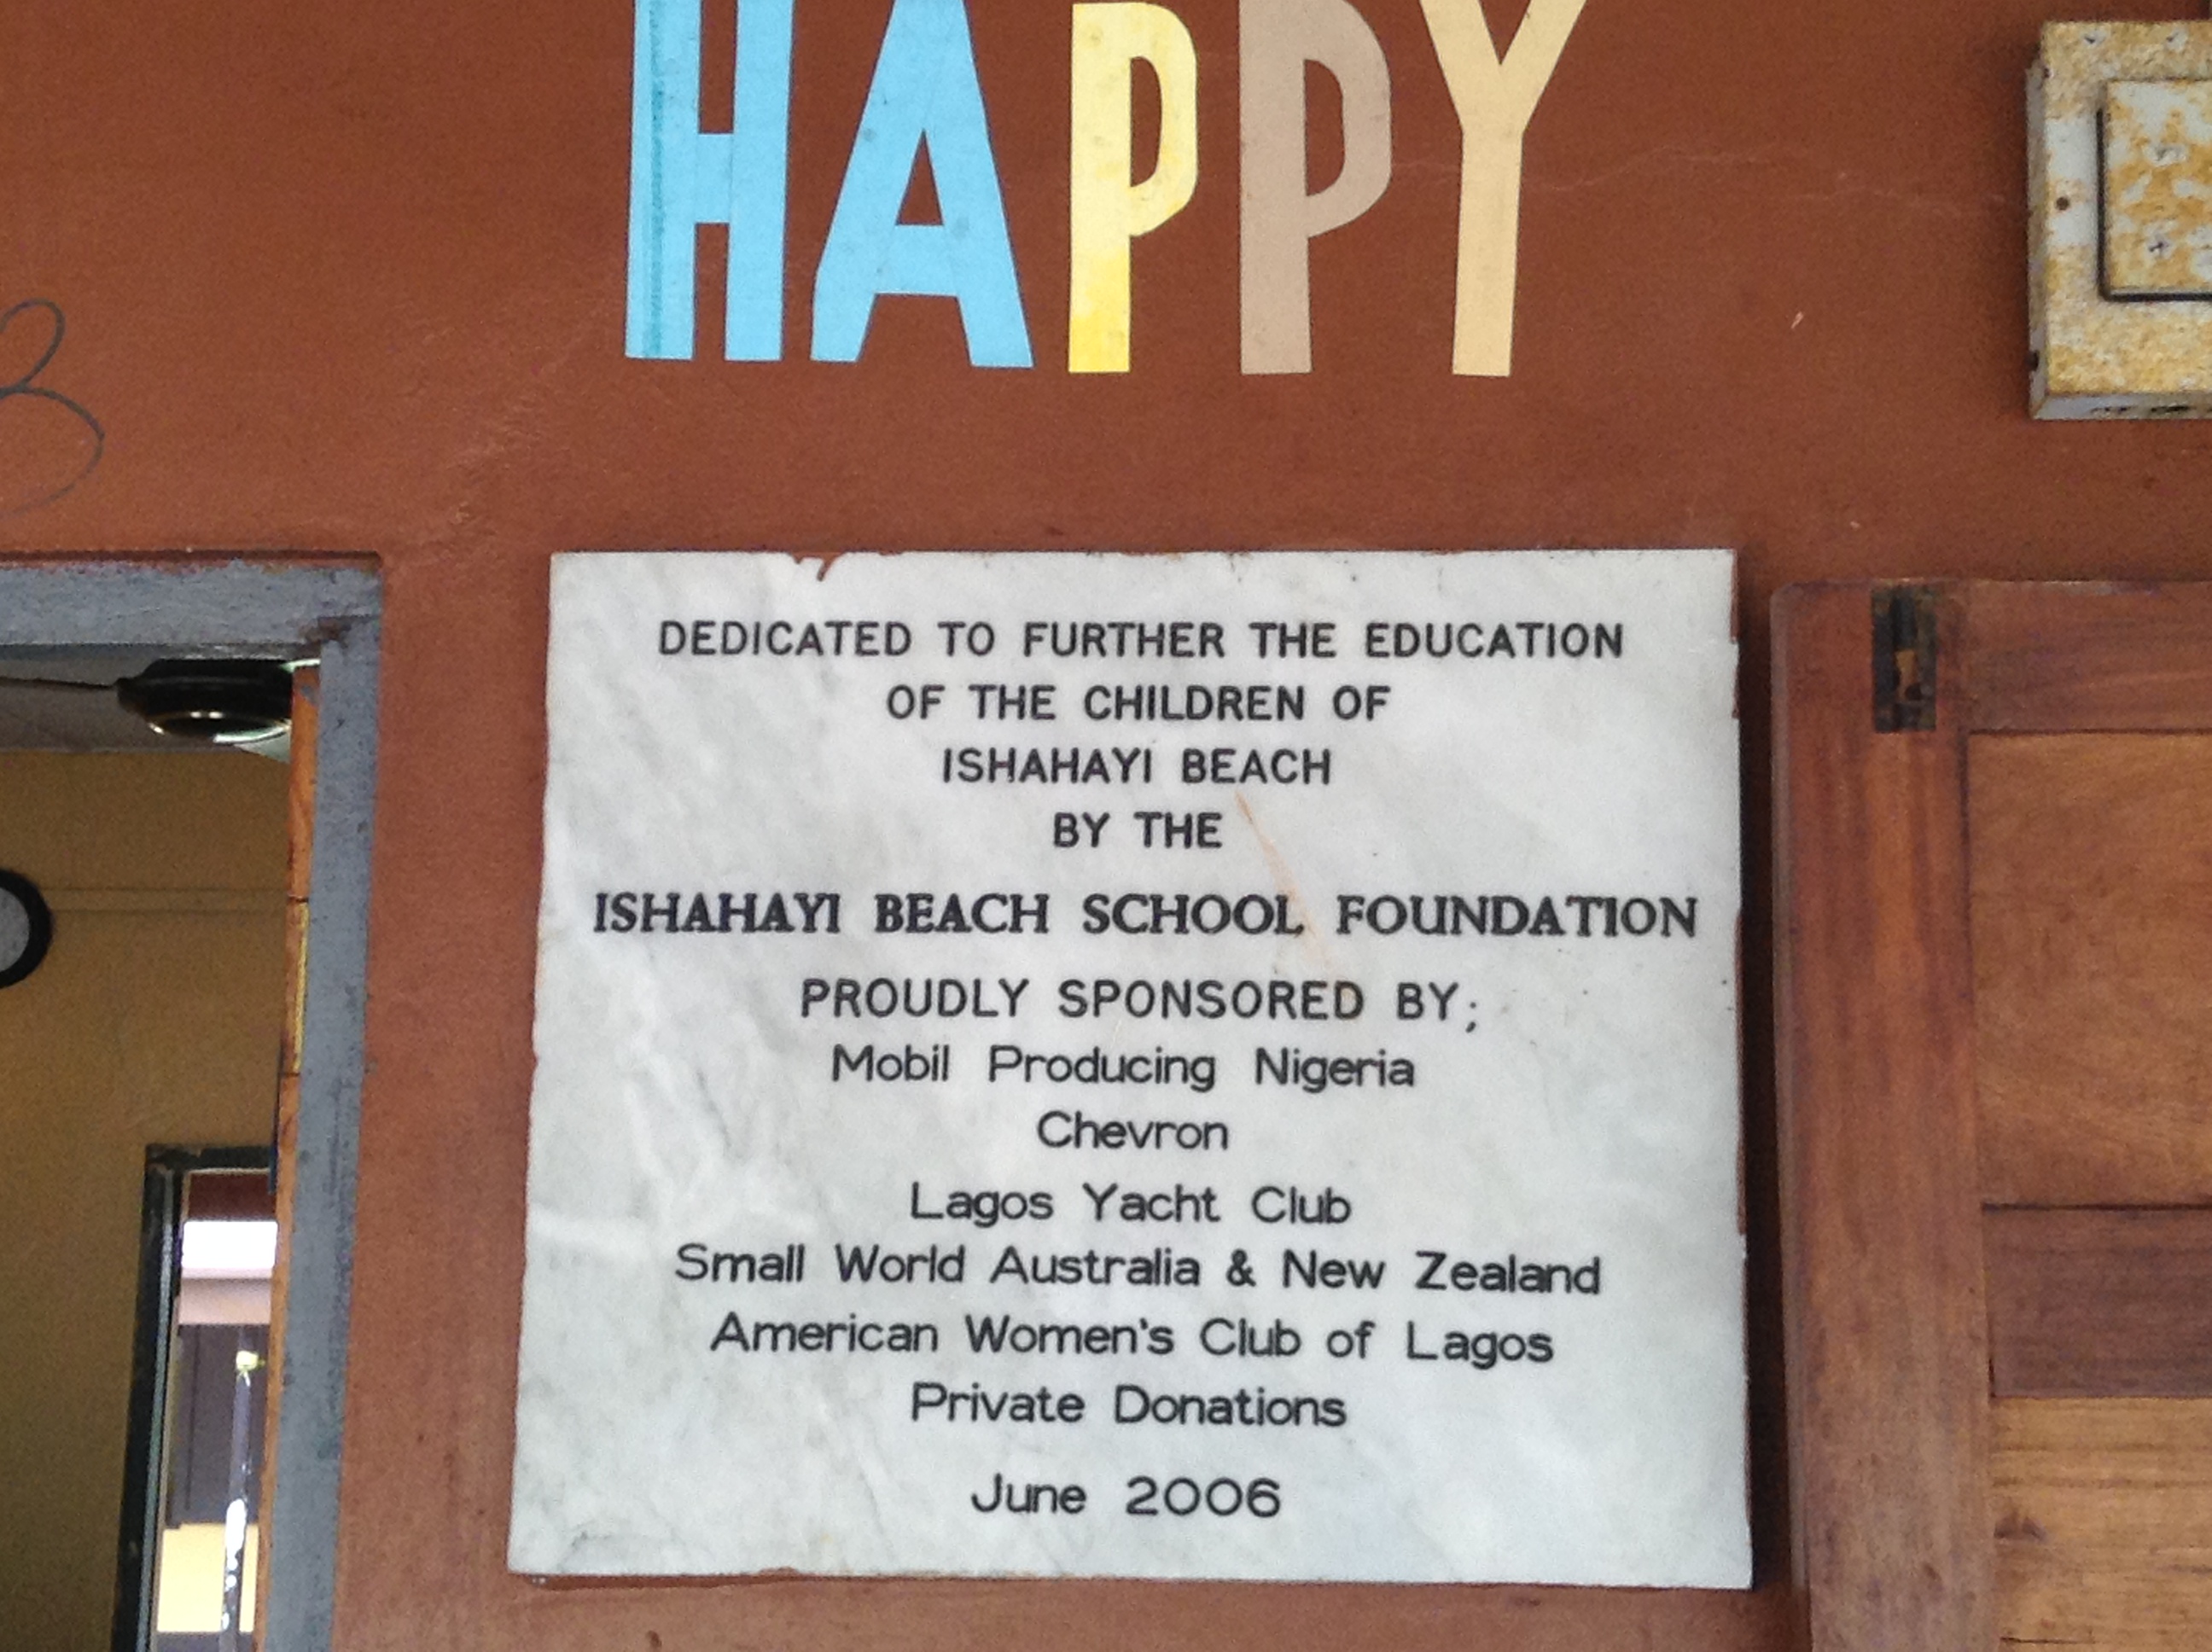 HAPPY
3
DEDICATED TO FURTHER THE EDUCATION
OF THE CHILDREN OF
ISHAHAYI BEACH
BY THE
ISHAHAYI BEACH SCHOOL FOUNDATION
PROUDLY SPONSORED BY;
Mobil Producing Nigeria
Chevron
Lagos Yacht Club
Small World Australia & New Zealand
American Women's Club of Lagos
Private Donations
June 2006